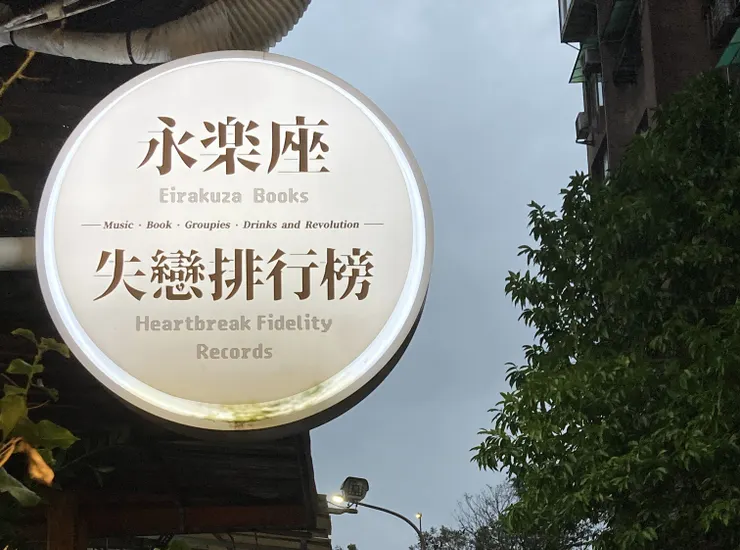 永楽座
Eirakuza Books
Music · Book · Groupies · Drinks and Revolution
失戀排行榜
Heartbreak Fidelity
Records